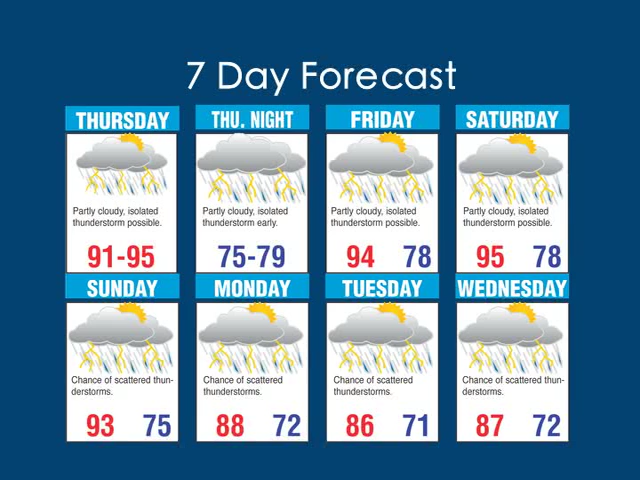 7 Day Forecast
THURSDAY
Partly cloudy, isolated
thunderstorm possible.
91-95
THU. NIGHT
Partly cloudy, isolated
thunderstorm early.
75-79
FRIDAY
Partly cloudy, isolated
thunderstorm possible.
94 78
SATURDAY
Partly cloudy, isolated
thunderstorm possible.
95 78
SUNDAY
Chance of scattered thun-
derstorms.
93 75
MONDAY
Chance of scattered
thunderstorms.
88 72
TUESDAY
Chance of scattered
thunderstorms.
86 71
WEDNESDAY
Chance of scattered thun-
derstorms.
87 72